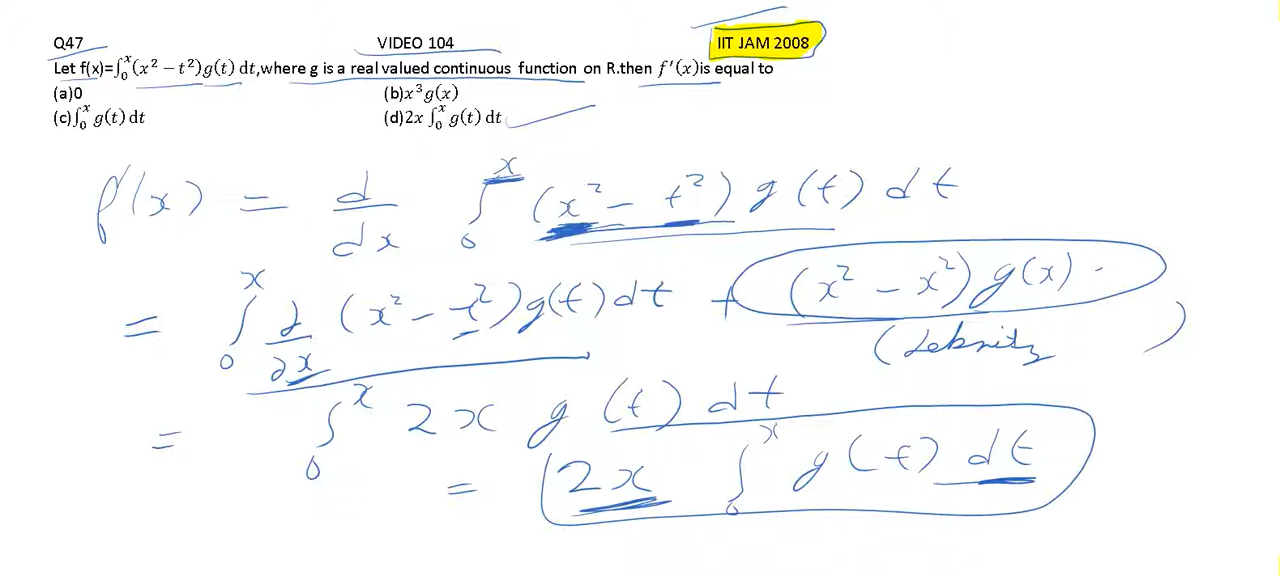 Q47 VIDEO 104 IIT JAM 2008
Let f(x)=∫₀ˣ(x² − t²)g(t) dt,where g is a real valued continuous function on R.then f′(x)is equal to
(a)0 (b)x³g(x)
(c)∫₀ˣ g(t) dt (d)2x ∫₀ˣ g(t) dt
f'(x) = d/dx ∫₀ˣ (x² − t²) g(t) dt
= ∫₀ˣ ∂/∂x (x² − t²) g(t) dt + (x² − x²) g(x) .
(Lebnitz )
= ∫₀ˣ 2x g(t) dt
= 2x ∫₀ˣ g(t) dt